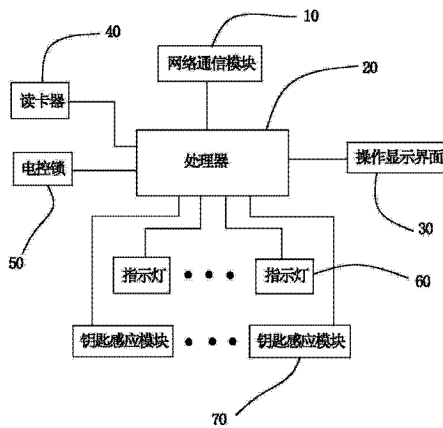 10
40
网络通信模块
20
读卡器
处理器
操作显示界面
电控锁
30
50
指示灯
指示灯
60
钥匙感应模块
钥匙感应模块
70